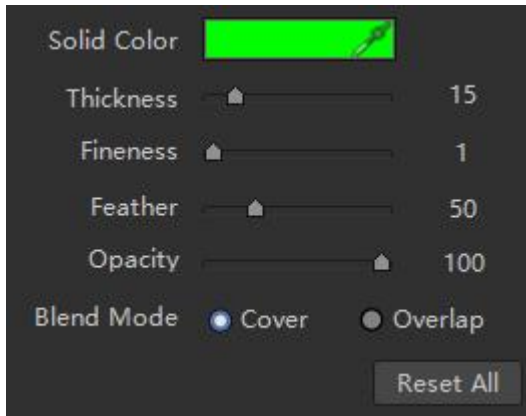 Solid Color
Thickness 15
Fineness 1
Feather 50
Opacity 100
Blend Mode Cover Overlap
Reset All